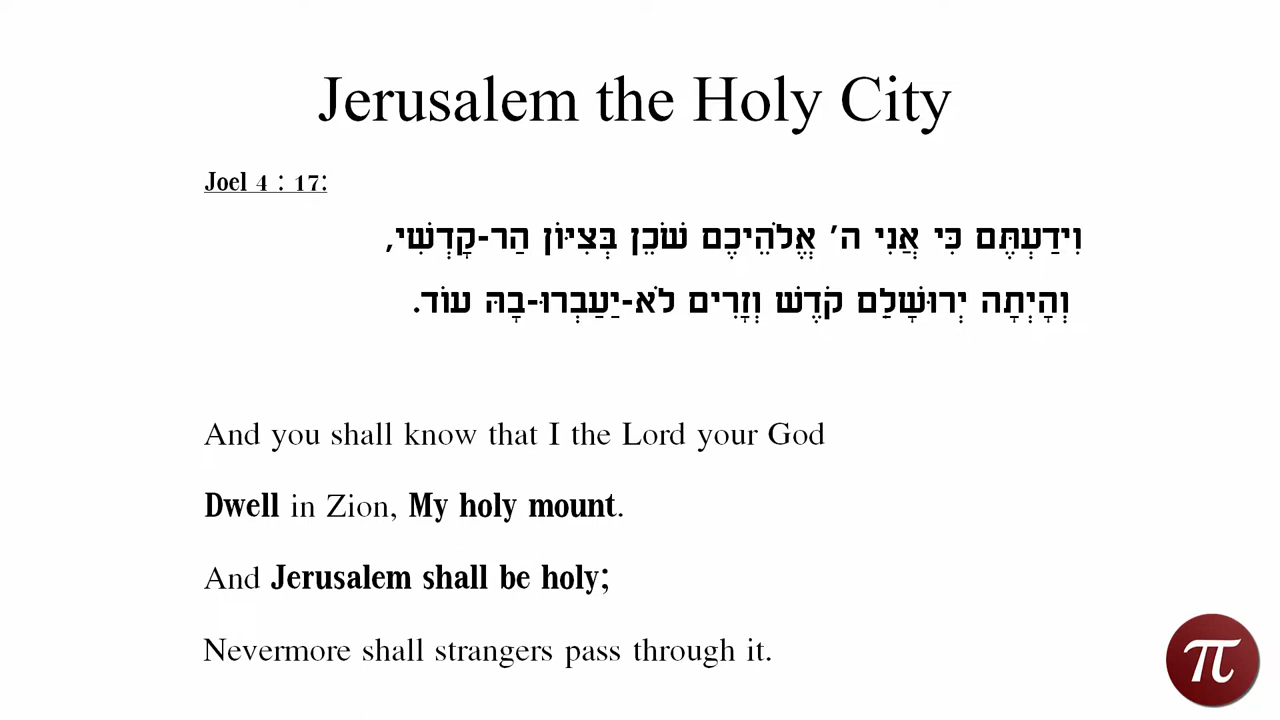 Jerusalem the Holy City
Joel 4 : 17:
וִידַעְתֶּם כִּי אֲנִי ה' אֱלֹהֵיכֶם שֹׁכֵן בְּצִיּוֹן הַר-קָדְשִׁי,
וְהָיְתָה יְרוּשָׁלִַם קֹדֶשׁ וְזָרִים לֹא-יַעַבְרוּ-בָהּ עוֹד.
And you shall know that I the Lord your God
Dwell in Zion, My holy mount.
And Jerusalem shall be holy;
Nevermore shall strangers pass through it.
π